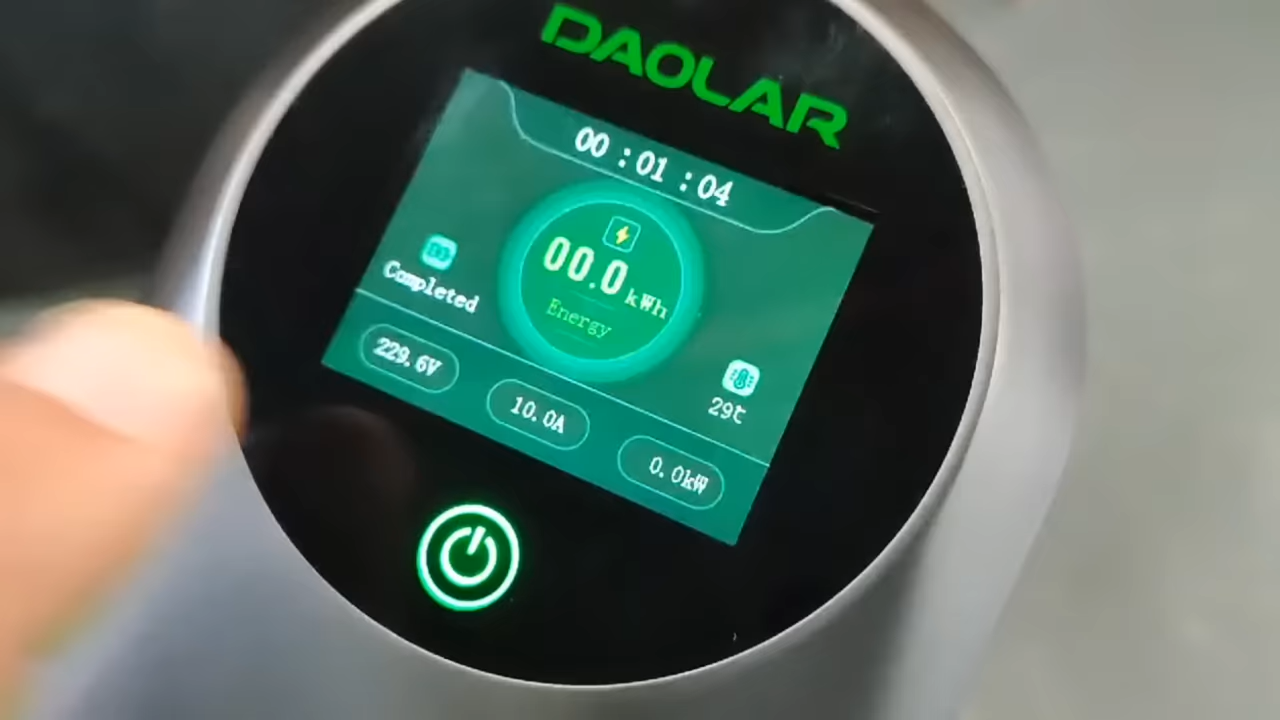 DAOLAR
00:01:04
00.0 kWh
Energy
Completed
229.6V
10.0A
0.0kW
29℃